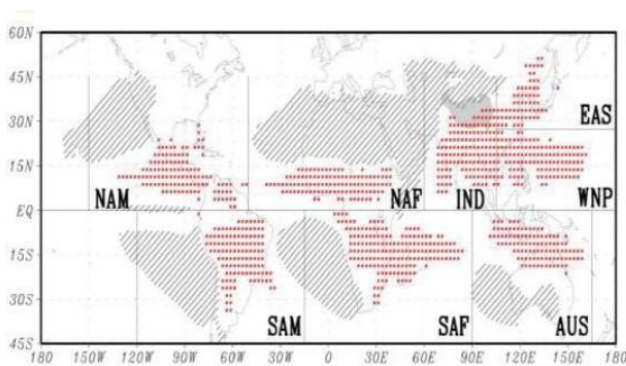 60N
45N
30N
EAS
15N
NAM
NAF
IND
WNP
EQ
15S
30S
SAM
SAF
AUS
45S
180 150W 120W 90W 60W 30W 0 30E 60E 90E 120E 150E 180